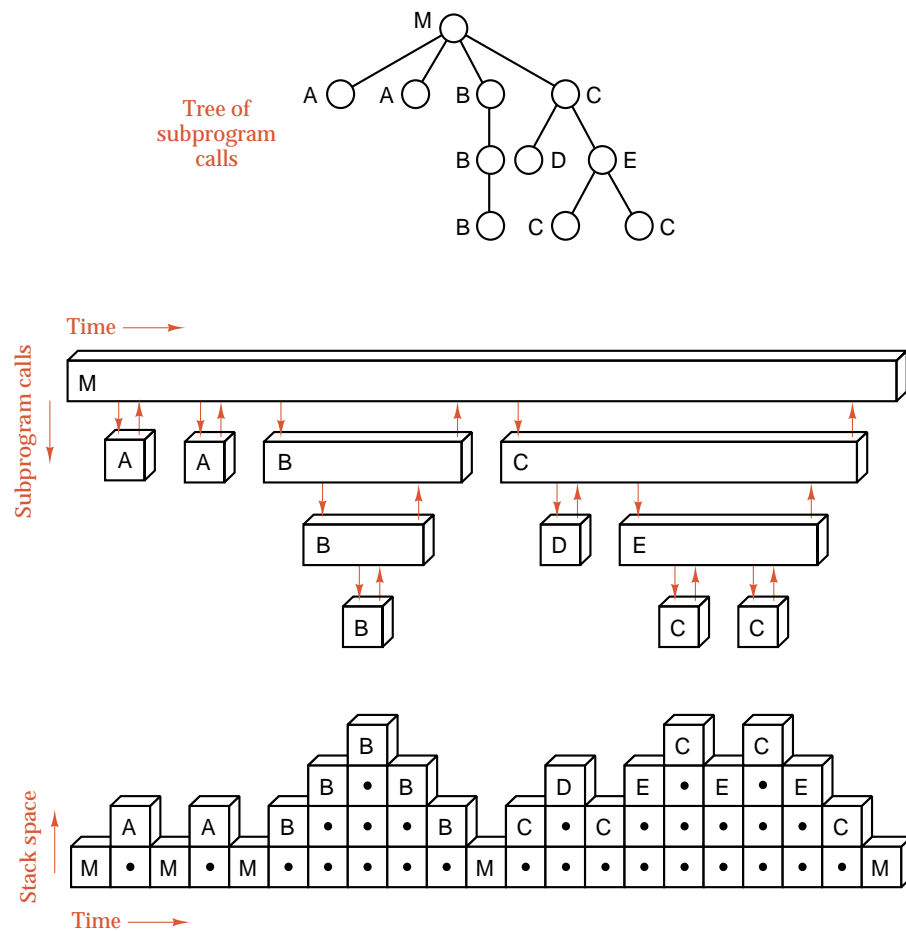 M
A A B C
Tree of
subprogram
calls
B D E
B C C
Time
Subprogram calls
M
A A B C
B D E
B C C
Stack space
B C C
B B D E E E
A A B B C C C
M M M M M
Time